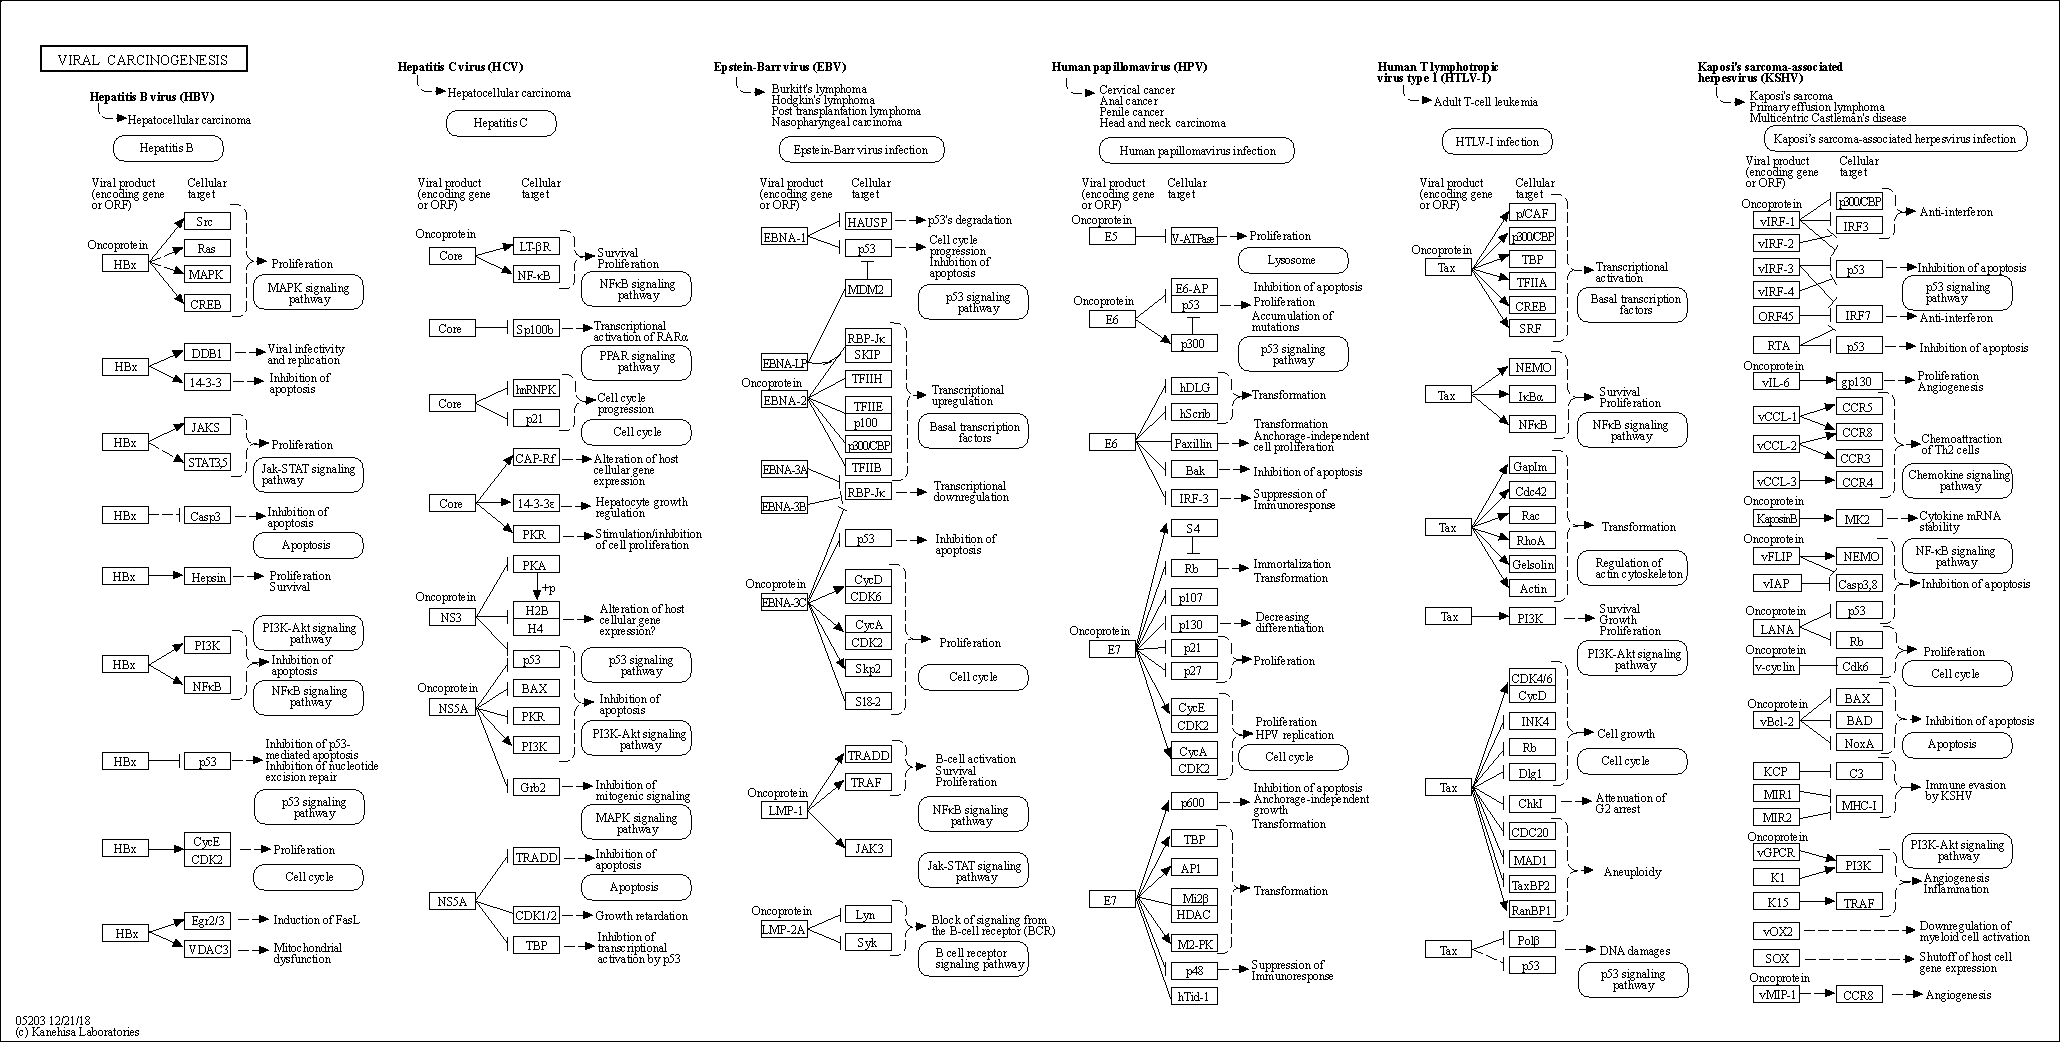 VIRAL CARCINOGENESIS
Hepatitis B virus (HBV)
Hepatocellular carcinoma
Hepatitis B
Viral product
(encoding gene
or ORF)
Cellular
target
Oncoprotein
HBx
Src
Ras
MAPK
CREB
Proliferation
MAPK signaling
pathway
HBx
DDB1
14-3-3
Viral infectivity
and replication
Inhibition of
apoptosis
HBx
JAKS
STAT3,5
Proliferation
Jak-STAT signaling
pathway
HBx
Casp3
Inhibition of
apoptosis
Apoptosis
HBx
Hepsin
Proliferation
Survival
PI3K-Akt signaling
pathway
HBx
PI3K
NFκB
Inhibition of
apoptosis
NFκB signaling
pathway
HBx
p53
Inhibition of p53-
mediated apoptosis
Inhibition of nucleotide
excision repair
p53 signaling
pathway
HBx
CycE
CDK2
Proliferation
Cell cycle
HBx
Egr2/3
VDAC3
Induction of FasL
Mitochondrial
dysfunction
05203 12/21/18
(c) Kanehisa Laboratories
Hepatitis C virus (HCV)
Hepatocellular carcinoma
Hepatitis C
Viral product
(encoding gene
or ORF)
Cellular
target
Oncoprotein
Core
LT-βR
NF-κB
Survival
Proliferation
NFκB signaling
pathway
Core
Sp100b
Transcriptional
activation of RARα
PPAR signaling
pathway
Core
hnRNPK
p21
Cell cycle
progression
Cell cycle
Core
CAP-Rf
14-3-3ε
PKR
Alteration of host
cellular gene
expression
Hepatocyte growth
regulation
Stimulation/inhibition
of cell proliferation
PKA
+p
Oncoprotein
NS3
H2B
H4
Alteration of host
cellular gene
expression?
p53
p53 signaling
pathway
Oncoprotein
NS5A
BAX
PKR
PI3K
Inhibition of
apoptosis
PI3K-Akt signaling
pathway
Grb2
Inhibition of
mitogenic signaling
MAPK signaling
pathway
NS5A
TRADD
CDK1/2
TBP
Inhibition of
apoptosis
Apoptosis
Growth retardation
Inhibtion of
transcriptional
activation by p53
Epstein-Barr virus (EBV)
Burkitt's lymphoma
Hodgkin's lymphoma
Post transplantation lymphoma
Nasopharyngeal carcinoma
Epstein-Barr virus infection
Viral product
(encoding gene
or ORF)
Cellular
target
EBNA-1
HAUSP
p53
MDM2
p53's degradation
Cell cycle
progression
Inhibition of
apoptosis
p53 signaling
pathway
EBNA-LP
Oncoprotein
EBNA-2
RBP-Jκ
SKIP
TFIIH
TFIIE
p100
p300/CBP
TFIIB
Transcriptional
upregulation
Basal transcription
factors
EBNA-3A
EBNA-3B
RBP-Jκ
Transcriptional
downregulation
p53
Inhibition of
apoptosis
Oncoprotein
EBNA-3C
CycD
CDK6
CycA
CDK2
Skp2
S18-2
Proliferation
Cell cycle
Oncoprotein
LMP-1
TRADD
TRAF
JAK3
B-cell activation
Survival
Proliferation
NFκB signaling
pathway
Jak-STAT signaling
pathway
Oncoprotein
LMP-2A
Lyn
Syk
Block of signaling from
the B-cell receptor (BCR)
B cell receptor
signaling pathway
Human papillomavirus (HPV)
Cervical cancer
Anal cancer
Penile cancer
Head and neck carcinoma
Human papillomavirus infection
Viral product
(encoding gene
or ORF)
Cellular
target
Oncoprotein
E5
V-ATPase
Proliferation
Lysosome
Oncoprotein
E6
E6-AP
p53
p300
Inhibition of apoptosis
Proliferation
Accumulation of
mutations
p53 signaling
pathway
E6
hDLG
hScrib
Paxillin
Bak
IRF-3
Transformation
Transformation
Anchorage-independent
cell proliferation
Inhibition of apoptosis
Suppression of
Immunoresponse
Oncoprotein
E7
S4
Rb
p107
p130
p21
p27
CycE
CDK2
CycA
CDK2
Immortalization
Transformation
Decreasing
differentiation
Proliferation
Proliferation
HPV replication
Cell cycle
E7
p600
TBP
AP1
Mi2β
HDAC
M2-PK
p48
hTid-1
Inhibition of apoptosis
Anchorage-independent
growth
Transformation
Transformation
Suppression of
Immunoresponse
Human T lymphotropic
virus type 1 (HTLV-1)
Adult T-cell leukemia
HTLV-I infection
Viral product
(encoding gene
or ORF)
Cellular
target
Oncoprotein
Tax
p/CAF
p300/CBP
TBP
TFIIA
CREB
SRF
Transcriptional
activation
Basal transcription
factors
Tax
NEMO
IκBα
NFκB
Survival
Proliferation
NFκB signaling
pathway
Tax
GapIm
Cdc42
Rac
RhoA
Gelsolin
Actin
Transformation
Regulation of
actin cytoskeleton
Tax
PI3K
Survival
Growth
Proliferation
PI3K-Akt signaling
pathway
Tax
CDK4/6
CycD
INK4
Rb
Dlg1
ChkI
CDC20
MAD1
TaxBP2
RanBP1
Cell growth
Cell cycle
Attenuation of
G2 arrest
Aneuploidy
Tax
Polβ
p53
DNA damages
p53 signaling
pathway
Kaposi's sarcoma-associated
herpesvirus (KSHV)
Kaposi's sarcoma
Primary effusion lymphoma
Multicentric Castleman's disease
Kaposi's sarcoma-associated herpesvirus infection
Viral product
(encoding gene
or ORF)
Cellular
target
Oncoprotein
vIRF-1
vIRF-2
p300/CBP
IRF3
Anti-interferon
vIRF-3
vIRF-4
p53
Inhibition of apoptosis
p53 signaling
pathway
ORF45
IRF7
Anti-interferon
RTA
p53
Inhibition of apoptosis
Oncoprotein
vIL-6
gp130
Proliferation
Angiogenesis
vCCL-1
vCCL-2
vCCL-3
CCR5
CCR8
CCR3
CCR4
Chemoattraction
of Th2 cells
Chemokine signaling
pathway
Oncoprotein
KaposinB
MK2
Cytokine mRNA
stability
Oncoprotein
vFLIP
NEMO
NF-κB signaling
pathway
vIAP
Casp3,8
Inhibition of apoptosis
Oncoprotein
LANA
p53
Rb
Oncoprotein
v-cyclin
Cdk6
Proliferation
Cell cycle
Oncoprotein
vBcl-2
BAX
BAD
NoxA
Inhibition of apoptosis
Apoptosis
KCP
MIR1
MIR2
C3
MHC-I
Immune evasion
by KSHV
Oncoprotein
vGPCR
K1
K15
PI3K
TRAF
PI3K-Akt signaling
pathway
Angiogenesis
Inflammation
vOX2
Downregulation of
myeloid cell activation
SOX
Shutoff of host cell
gene expression
Oncoprotein
vMIP-1
CCR8
Angiogenesis